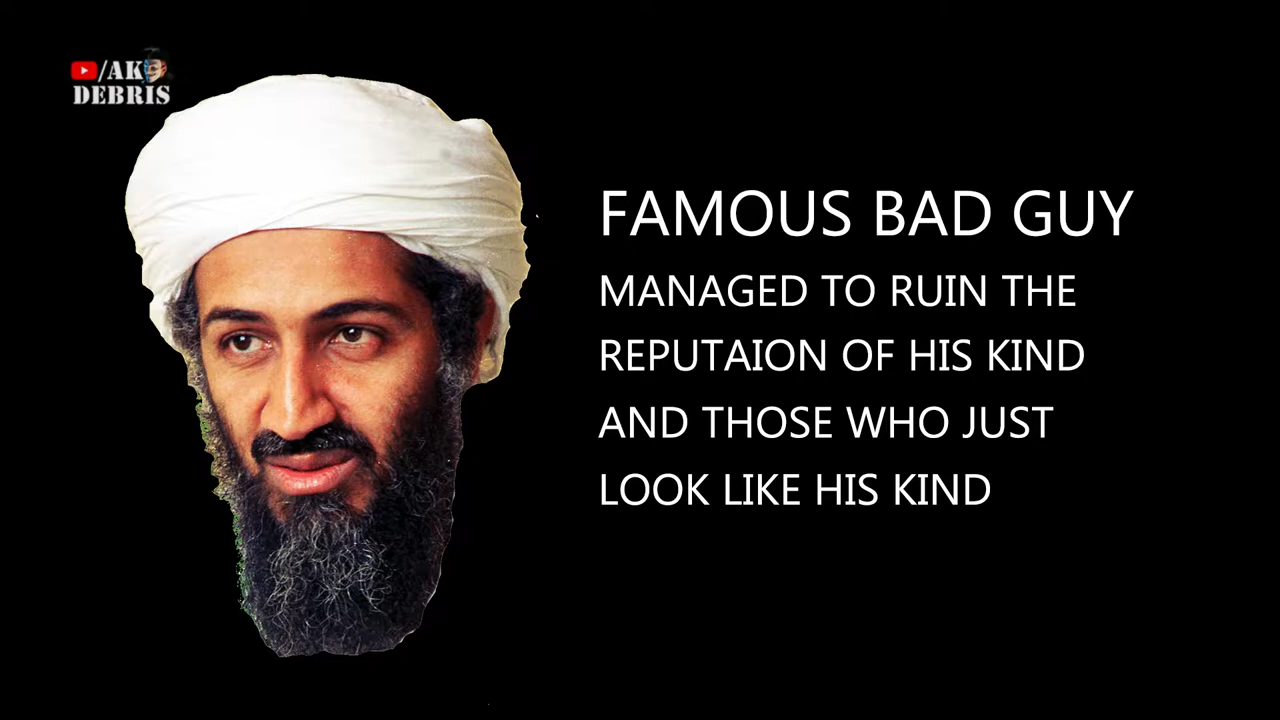 /AK
DEBRIS
FAMOUS BAD GUY
MANAGED TO RUIN THE
REPUTAION OF HIS KIND
AND THOSE WHO JUST
LOOK LIKE HIS KIND